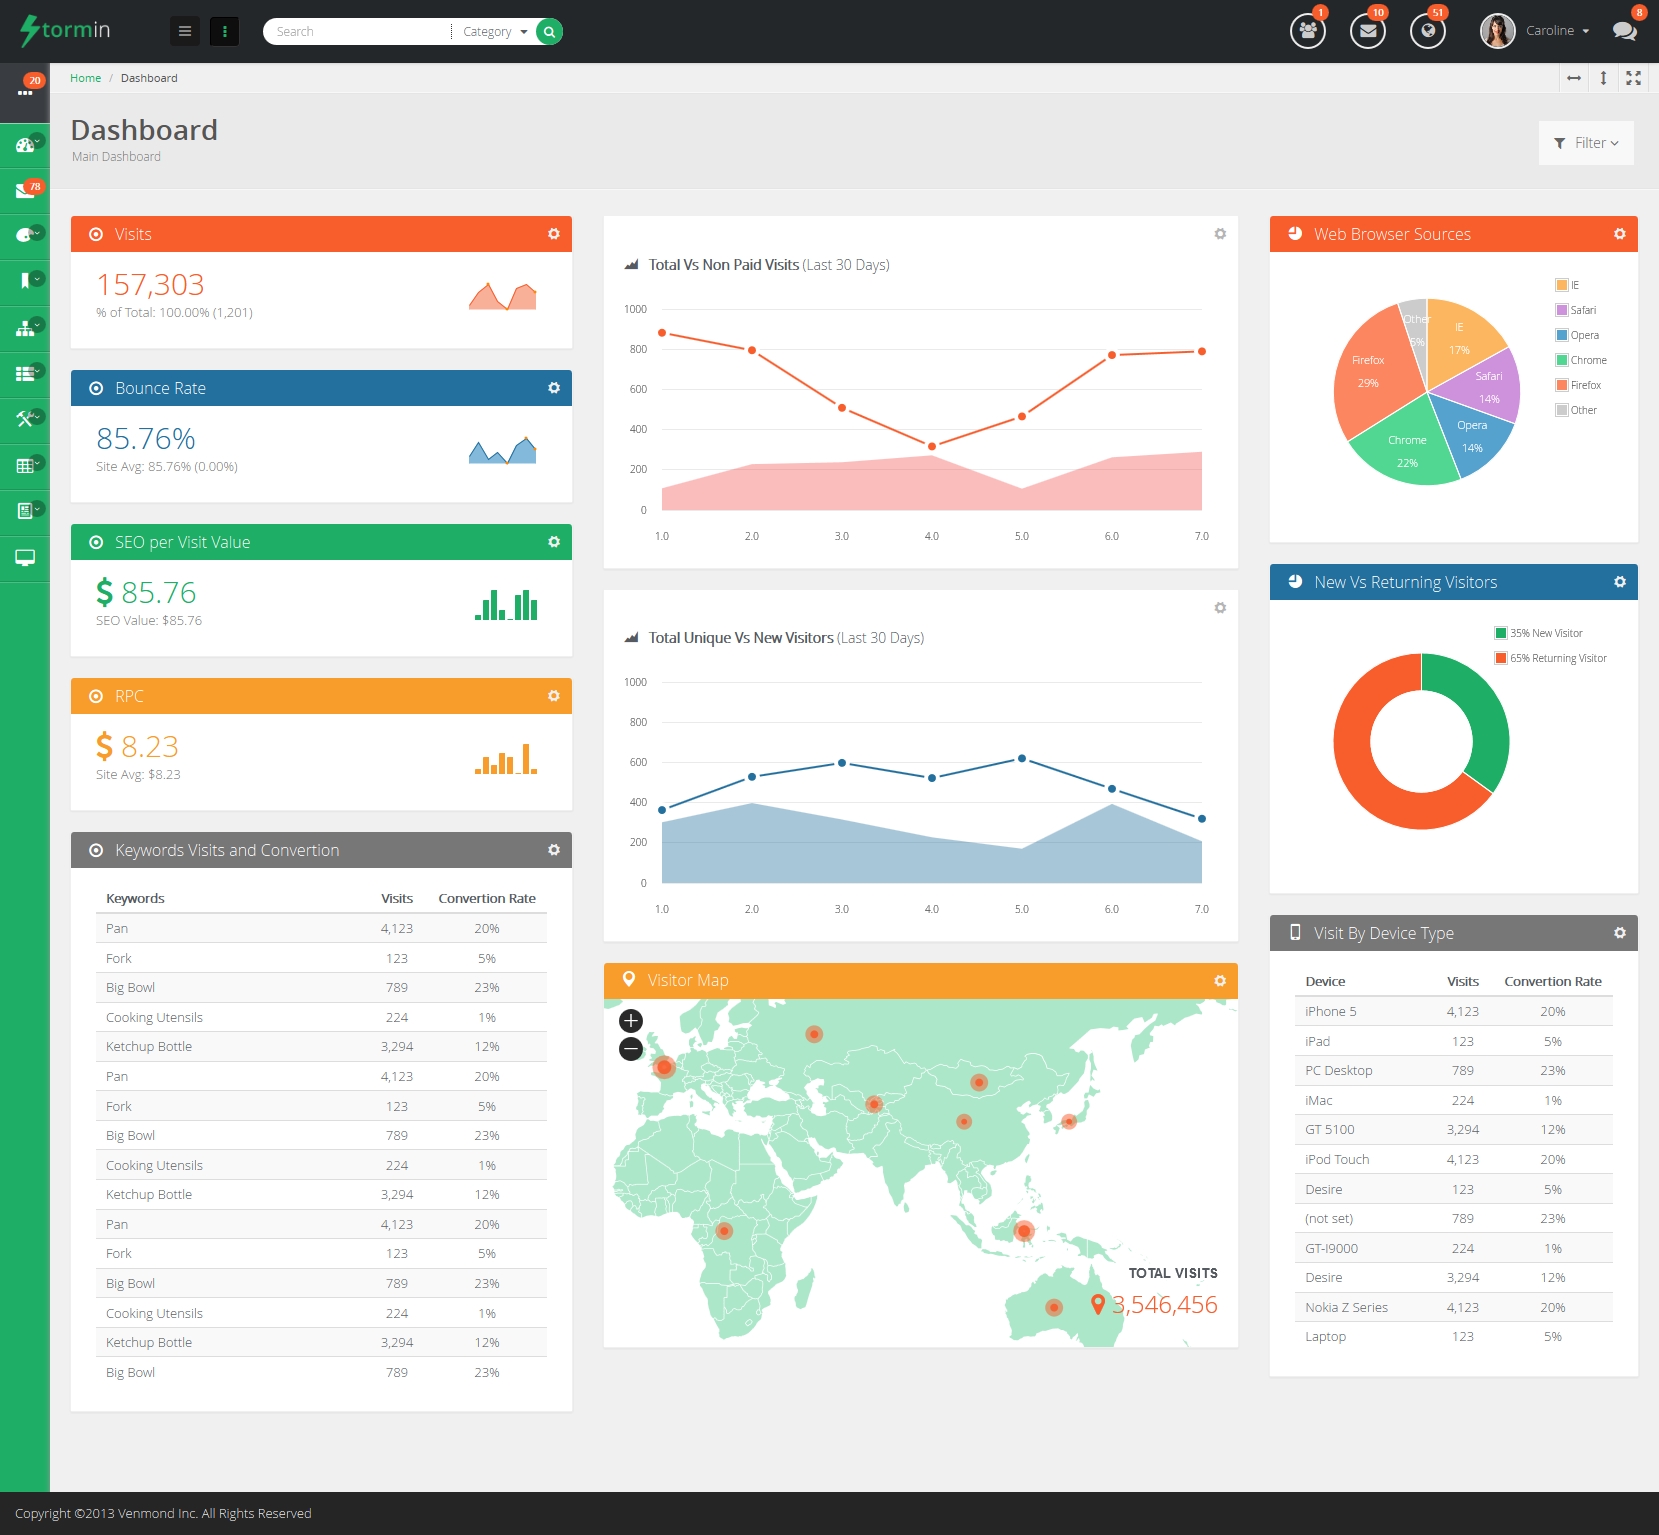 tormin
Search
Category
1
10
51
Caroline
8
20
Home / Dashboard
78
Dashboard
Main Dashboard
Filter
Visits
157,303
% of Total: 100.00% (1,201)
Bounce Rate
85.76%
Site Avg: 85.76% (0.00%)
SEO per Visit Value
$ 85.76
SEO Value: $85.76
RPC
$ 8.23
Site Avg: $8.23
Keywords Visits and Convertion
Keywords Visits Convertion Rate
Pan 4,123 20%
Fork 123 5%
Big Bowl 789 23%
Cooking Utensils 224 1%
Ketchup Bottle 3,294 12%
Pan 4,123 20%
Fork 123 5%
Big Bowl 789 23%
Cooking Utensils 224 1%
Ketchup Bottle 3,294 12%
Pan 4,123 20%
Fork 123 5%
Big Bowl 789 23%
Cooking Utensils 224 1%
Ketchup Bottle 3,294 12%
Big Bowl 789 23%
Total Vs Non Paid Visits (Last 30 Days)
1000
800
600
400
200
0
1.0 2.0 3.0 4.0 5.0 6.0 7.0
Total Unique Vs New Visitors (Last 30 Days)
1000
800
600
400
200
0
1.0 2.0 3.0 4.0 5.0 6.0 7.0
Visitor Map
TOTAL VISITS
3,546,456
Web Browser Sources
IE
17%
Safari
14%
Opera
14%
Chrome
22%
Firefox
29%
Other
5%
IE
Safari
Opera
Chrome
Firefox
Other
New Vs Returning Visitors
35% New Visitor
65% Returning Visitor
Visit By Device Type
Device Visits Convertion Rate
iPhone 5 4,123 20%
iPad 123 5%
PC Desktop 789 23%
iMac 224 1%
GT 5100 3,294 12%
iPod Touch 4,123 20%
Desire 123 5%
(not set) 789 23%
GT-I9000 224 1%
Desire 3,294 12%
Nokia Z Series 4,123 20%
Laptop 123 5%
Copyright ©2013 Venmond Inc. All Rights Reserved